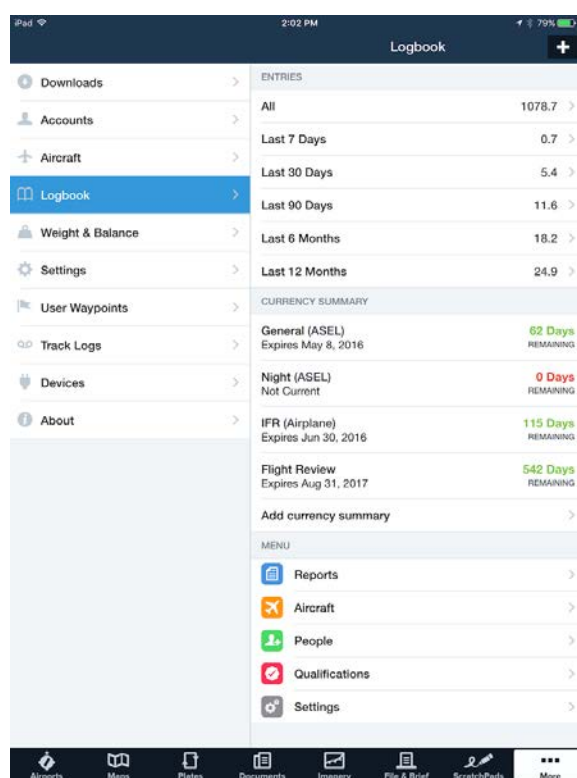 iPad
2:02 PM
79%
Logbook
Downloads
Accounts
Aircraft
Logbook
Weight & Balance
Settings
User Waypoints
Track Logs
Devices
About
ENTRIES
All 1078.7
Last 7 Days 0.7
Last 30 Days 5.4
Last 90 Days 11.6
Last 6 Months 18.2
Last 12 Months 24.9
CURRENCY SUMMARY
General (ASEL) 62 Days
Expires May 8, 2016 REMAINING
Night (ASEL) 0 Days
Not Current REMAINING
IFR (Airplane) 115 Days
Expires Jun 30, 2016 REMAINING
Flight Review 542 Days
Expires Aug 31, 2017 REMAINING
Add currency summary
MENU
Reports
Aircraft
People
Qualifications
Settings
Airports Maps Plates Documents Imagery File & Brief ScratchPads More